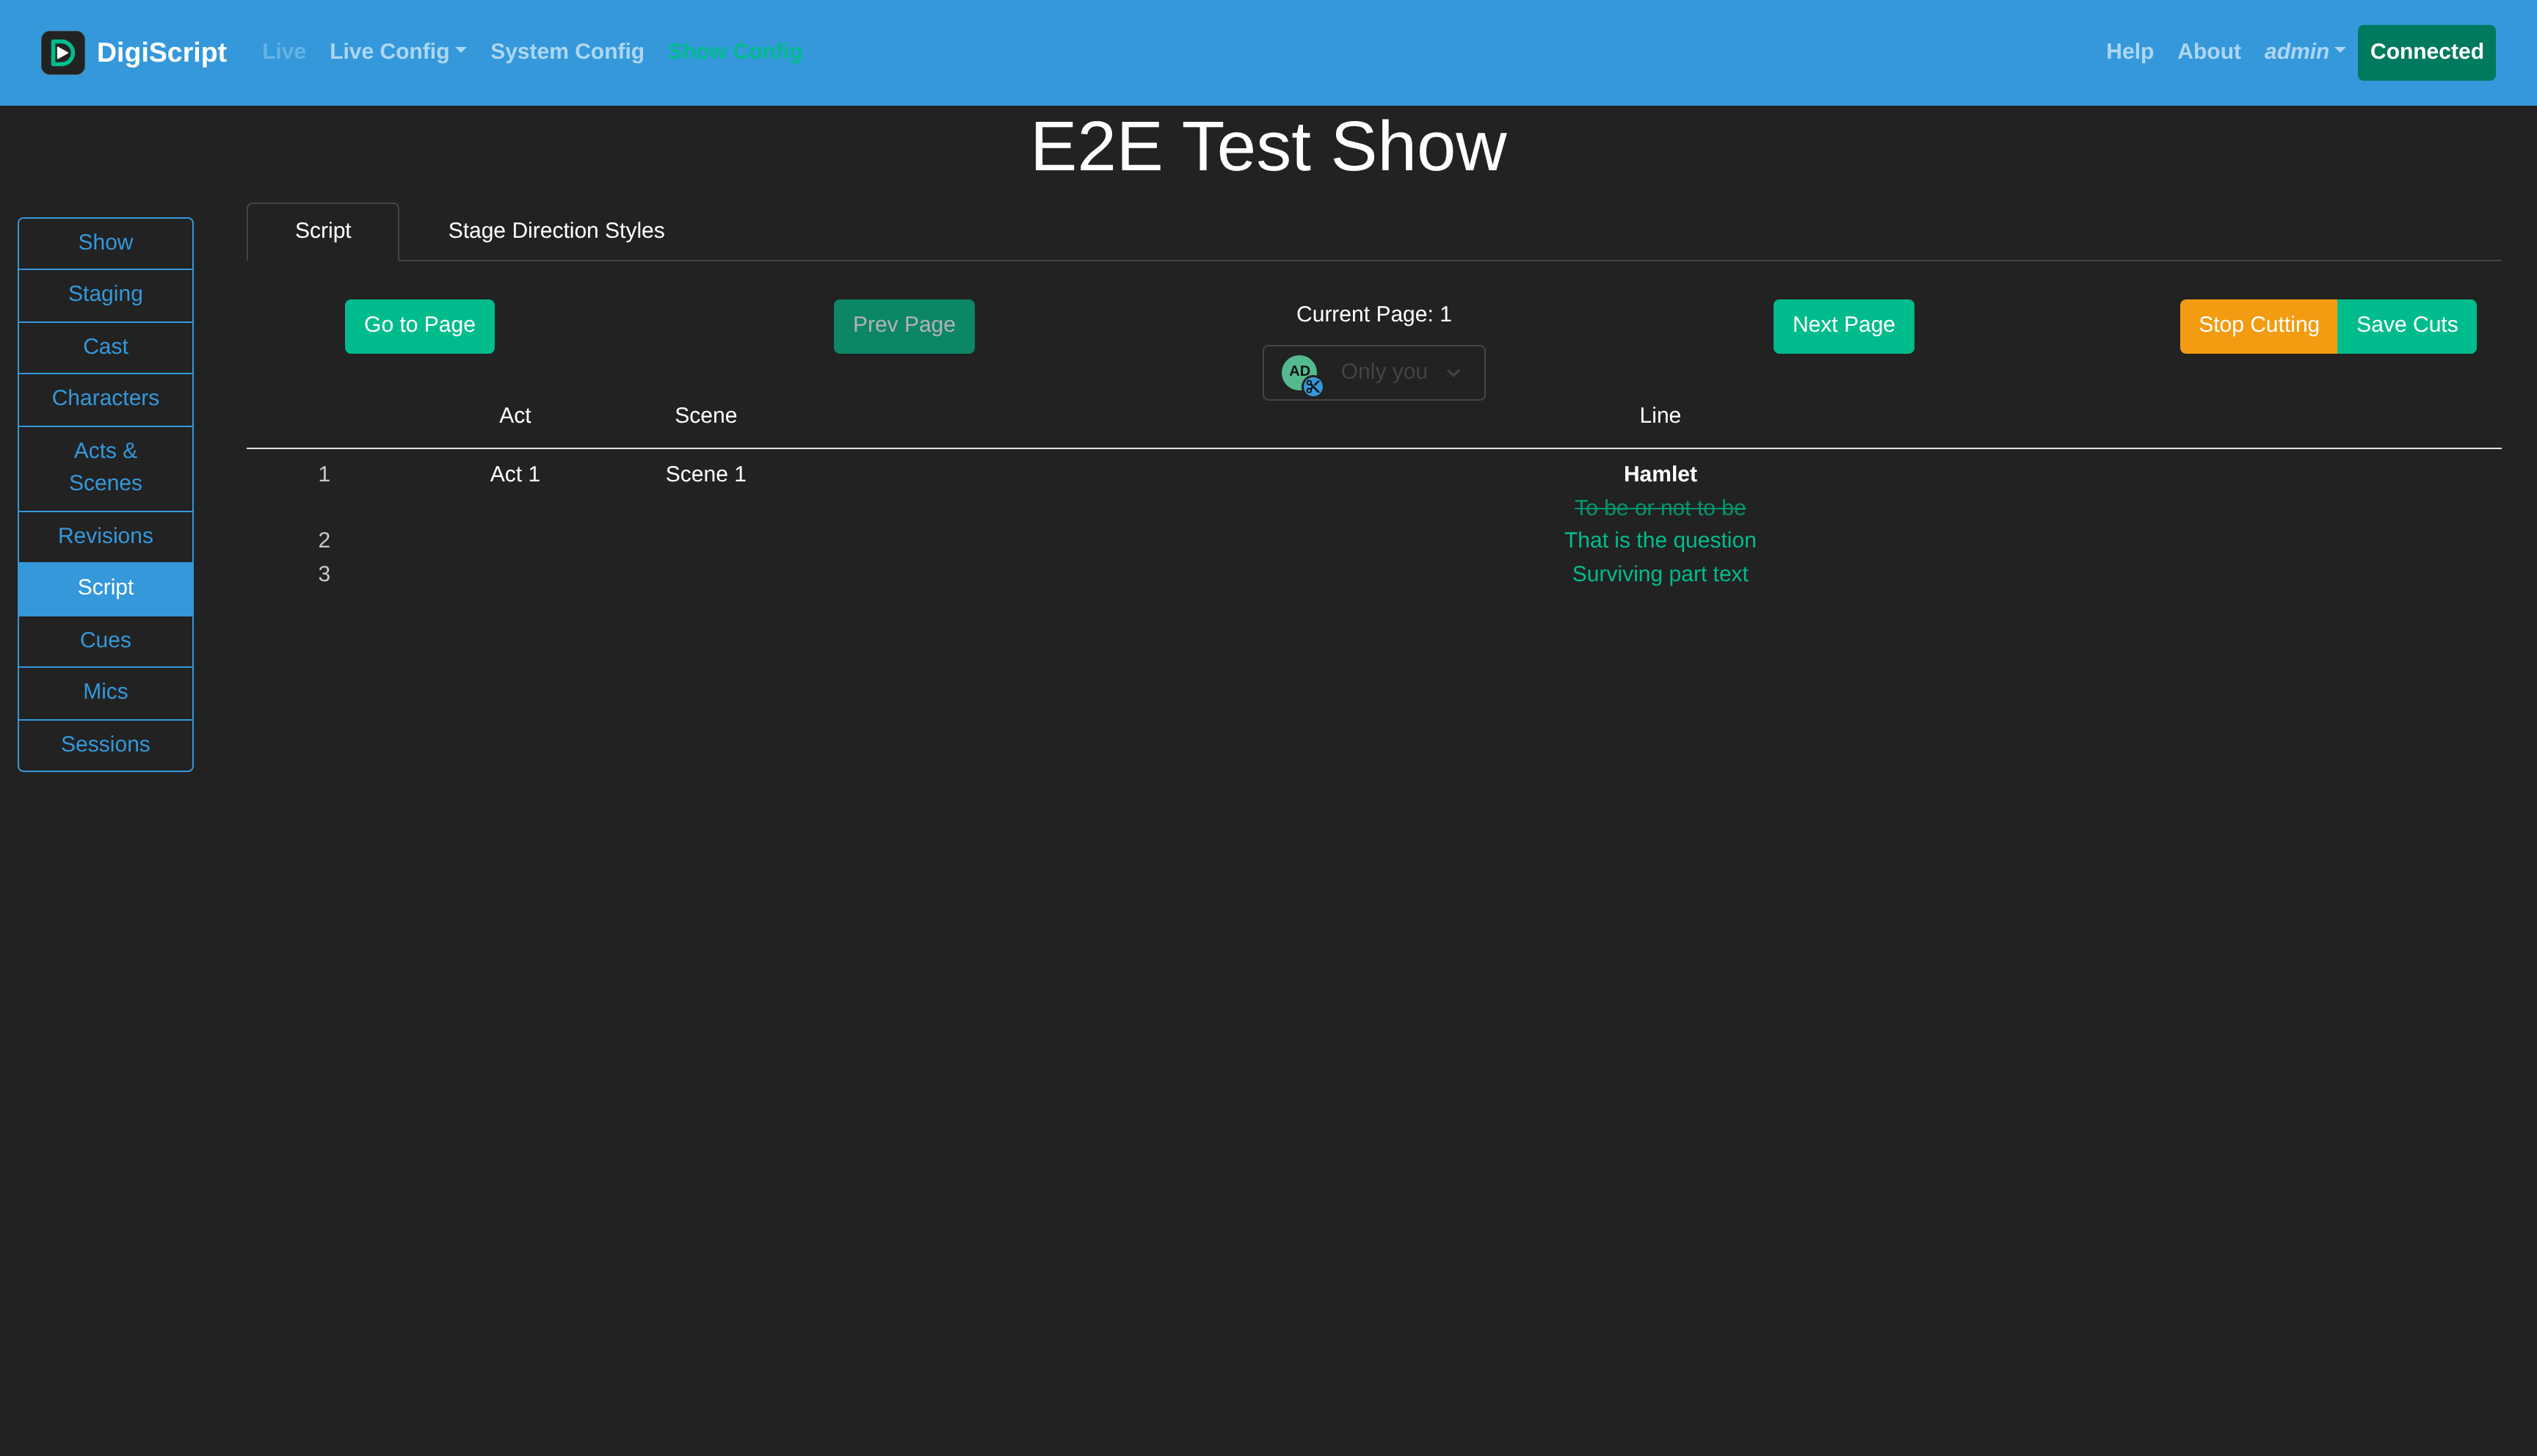 DigiScript Live Live Config System Config Show Config Help About admin Connected
E2E Test Show
Script Stage Direction Styles
Show
Staging
Cast
Characters
Acts &
Scenes
Revisions
Script
Cues
Mics
Sessions
Go to Page Prev Page Current Page: 1 Next Page Stop Cutting Save Cuts
AD Only you
Act Scene Line
1 Act 1 Scene 1 Hamlet
To be or not to be
2 That is the question
3 Surviving part text